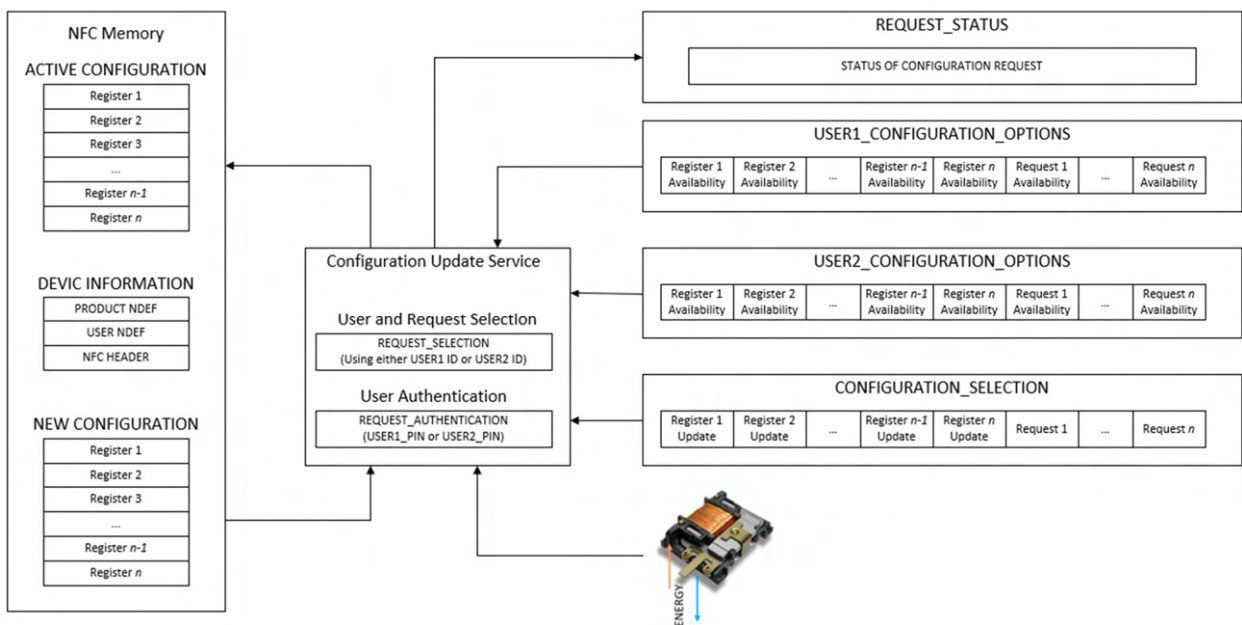 NFC Memory
ACTIVE CONFIGURATION
Register 1
Register 2
Register 3
...
Register n-1
Register n
DEVIC INFORMATION
PRODUCT NDEF
USER NDEF
NFC HEADER
NEW CONFIGURATION
Register 1
Register 2
Register 3
...
Register n-1
Register n
Configuration Update Service
User and Request Selection
REQUEST_SELECTION
(Using either USER1 ID or USER2 ID)
User Authentication
REQUEST_AUTHENTICATION
(USER1_PIN or USER2_PIN)
REQUEST_STATUS
STATUS OF CONFIGURATION REQUEST
USER1_CONFIGURATION_OPTIONS
Register 1 Register 2 ... Register n-1 Register n Request 1 ... Request n
Availability Availability Availability Availability Availability Availability
USER2_CONFIGURATION_OPTIONS
Register 1 Register 2 ... Register n-1 Register n Request 1 ... Request n
Availability Availability Availability Availability Availability Availability
CONFIGURATION_SELECTION
Register 1 Register 2 ... Register n-1 Register n Request 1 ... Request n
Update Update Update Update
ENERGY